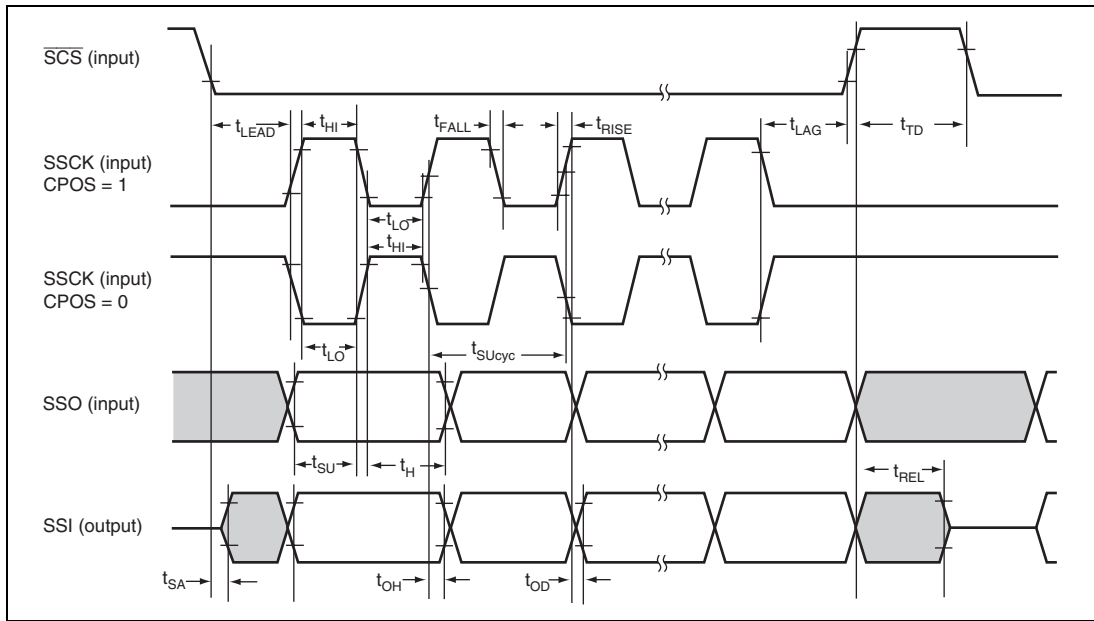 SCS (input)
tLEAD
tHI
tFALL
tRISE
tLAG
tTD
SSCK (input)
CPOS = 1
tLO
tHI
SSCK (input)
CPOS = 0
tLO
tSUcyc
SSO (input)
tSU
tH
tREL
SSI (output)
tSA
tOH
tOD